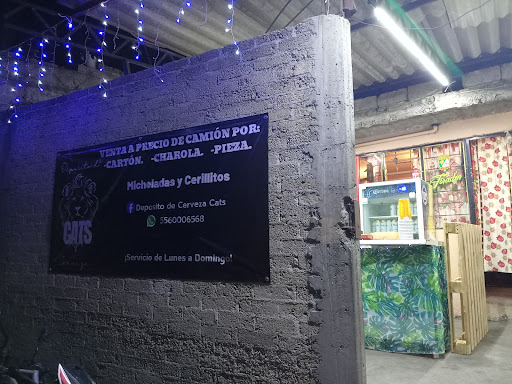 VENTA A PRECIO DE CAMIÓN POR:
-CARTÓN. -CHAROLA. -PIEZA.
Micheladas y Cerillitos
Deposito de Cerveza Cats
5560006568
CATS
¡Servicio de Lunes a Domingo!